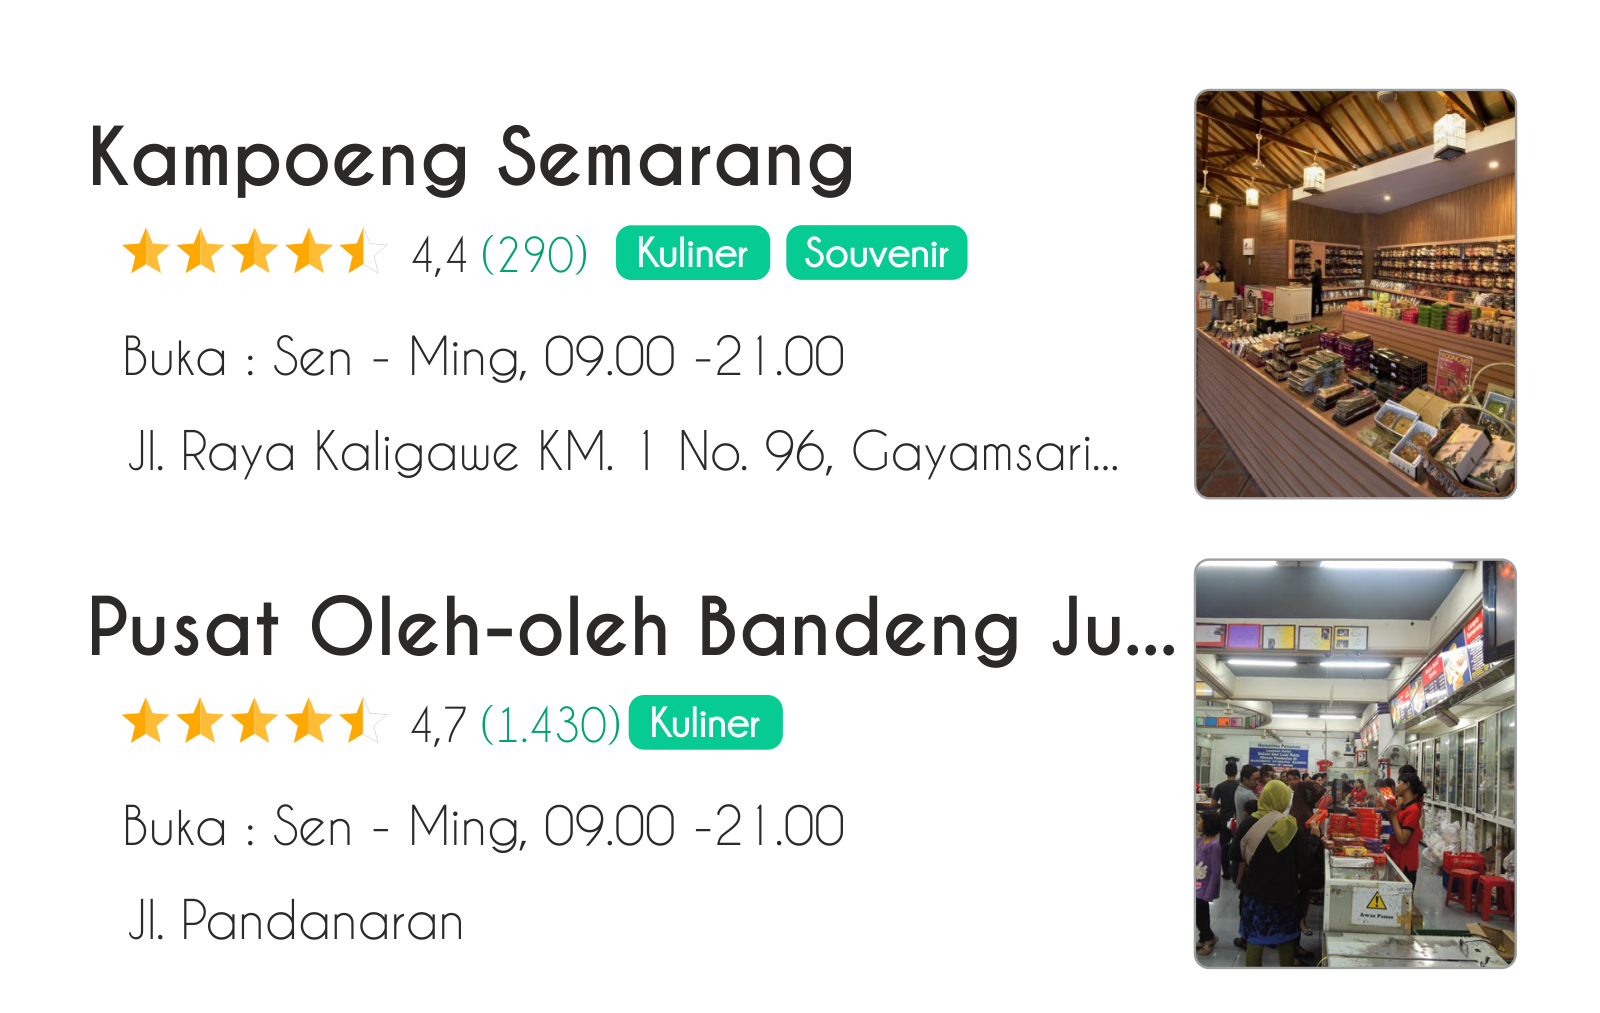 Kampoeng Semarang
4,4 (290) Kuliner Souvenir
Buka : Sen - Ming, 09.00 -21.00
Jl. Raya Kaligawe KM. 1 No. 96, Gayamsari...
Pusat Oleh-oleh Bandeng Ju...
4,7 (1.430) Kuliner
Buka : Sen - Ming, 09.00 -21.00
Jl. Pandanaran
Awas Panas